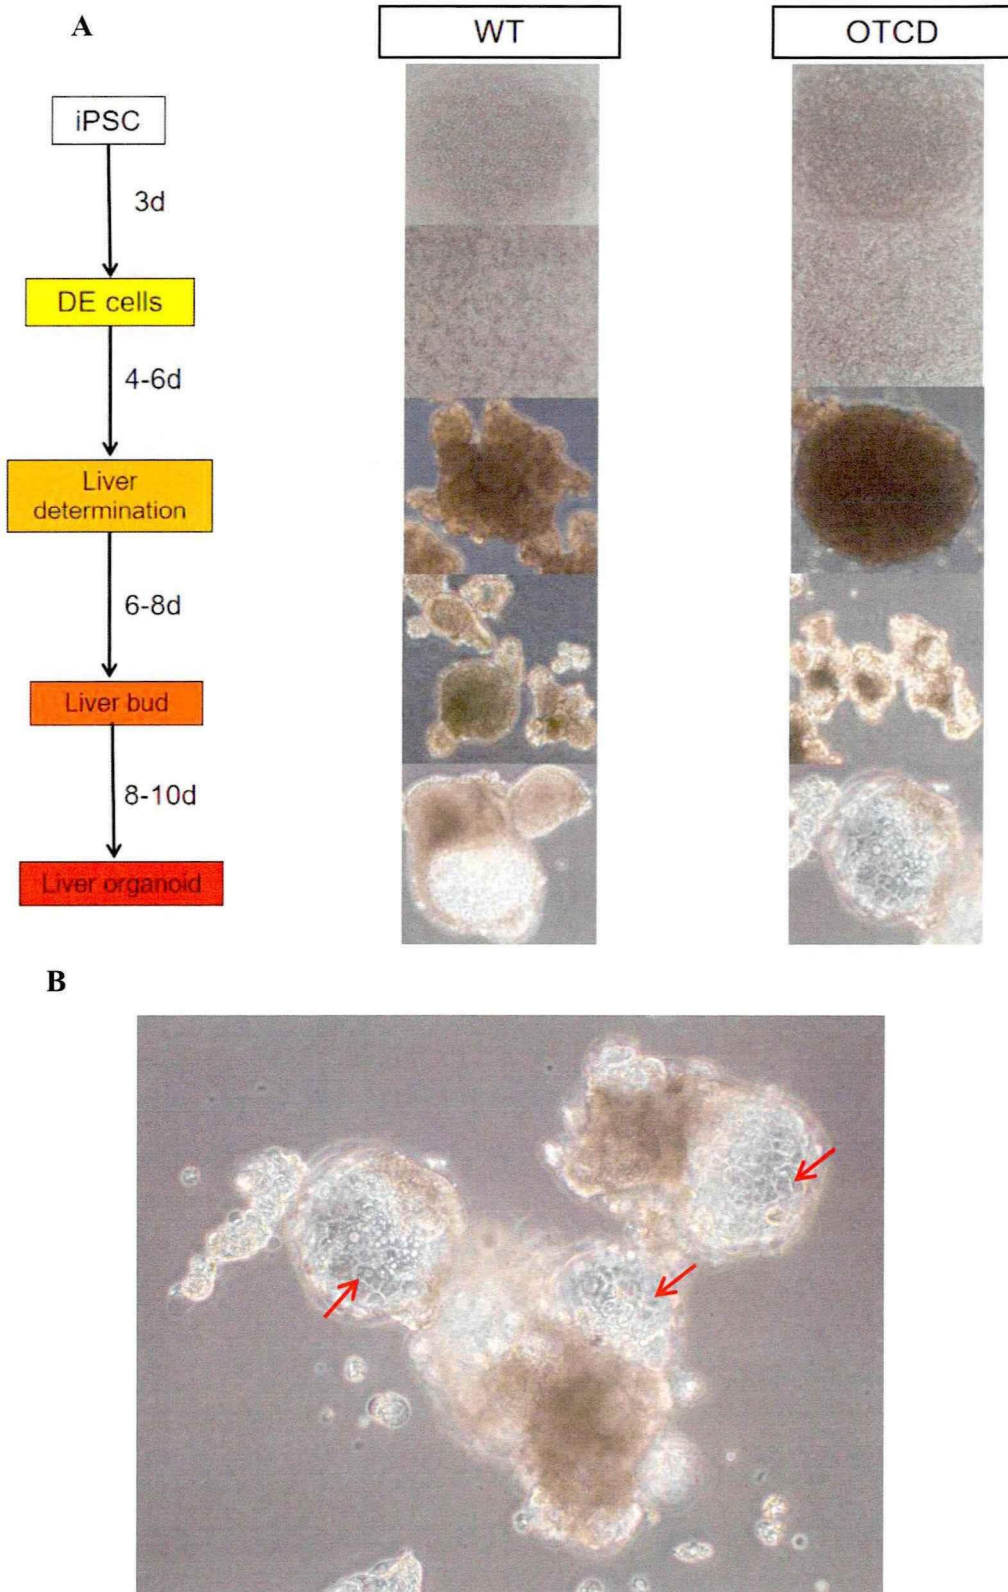 A
WT
OTCD
iPSC
3d
DE cells
4-6d
Liver
determination
6-8d
Liver bud
8-10d
Liver organoid
B